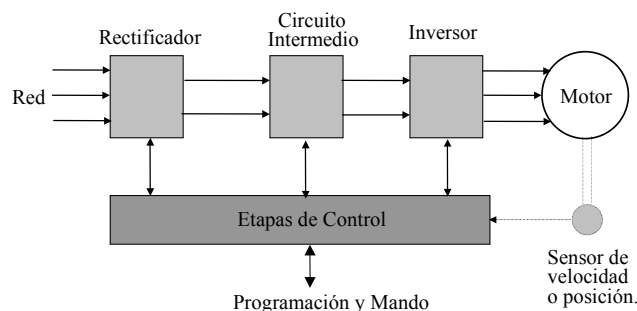 Rectificador
Circuito
Intermedio
Inversor
Red
Motor
Etapas de Control
Sensor de
velocidad
o posición.
Programación y Mando